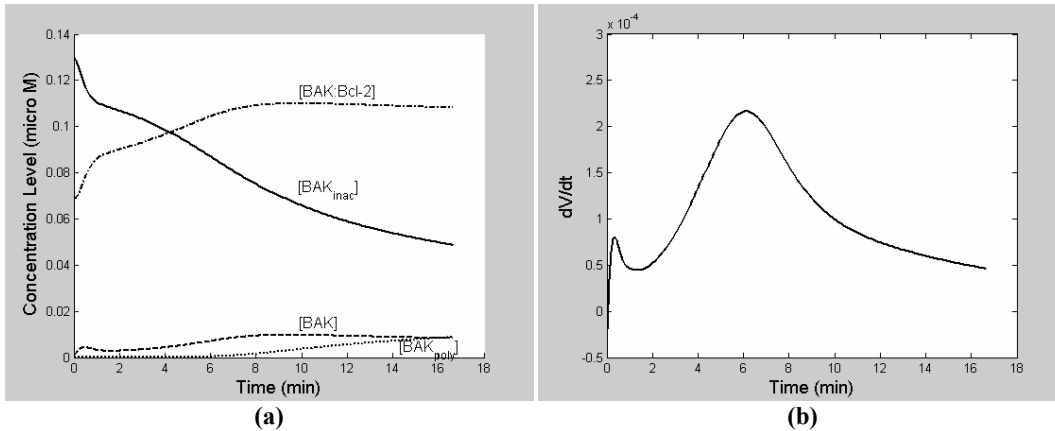 0.14
0.12
0.1
0.08
0.06
0.04
0.02
0
Concentration Level (micro M)
[BAK:Bcl-2]
[BAKinac]
[BAK]
[BAKpoly]
0 2 4 6 8 10 12 14 16 18
Time (min)
(a)
x 10-4
3
2.5
2
1.5
1
0.5
0
-0.5
dV/dt
0 2 4 6 8 10 12 14 16 18
Time (min)
(b)